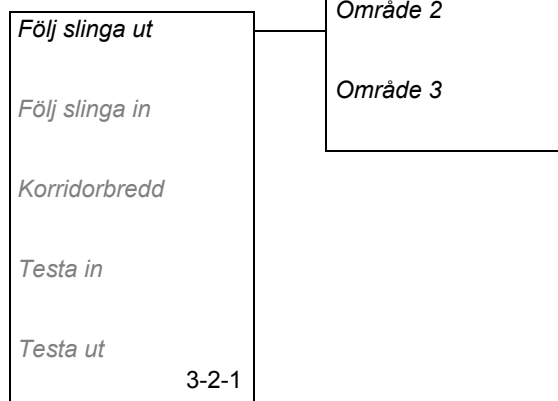 Följ slinga ut
Följ slinga in
Korridorbredd
Testa in
Testa ut
3-2-1
Område 2
Område 3